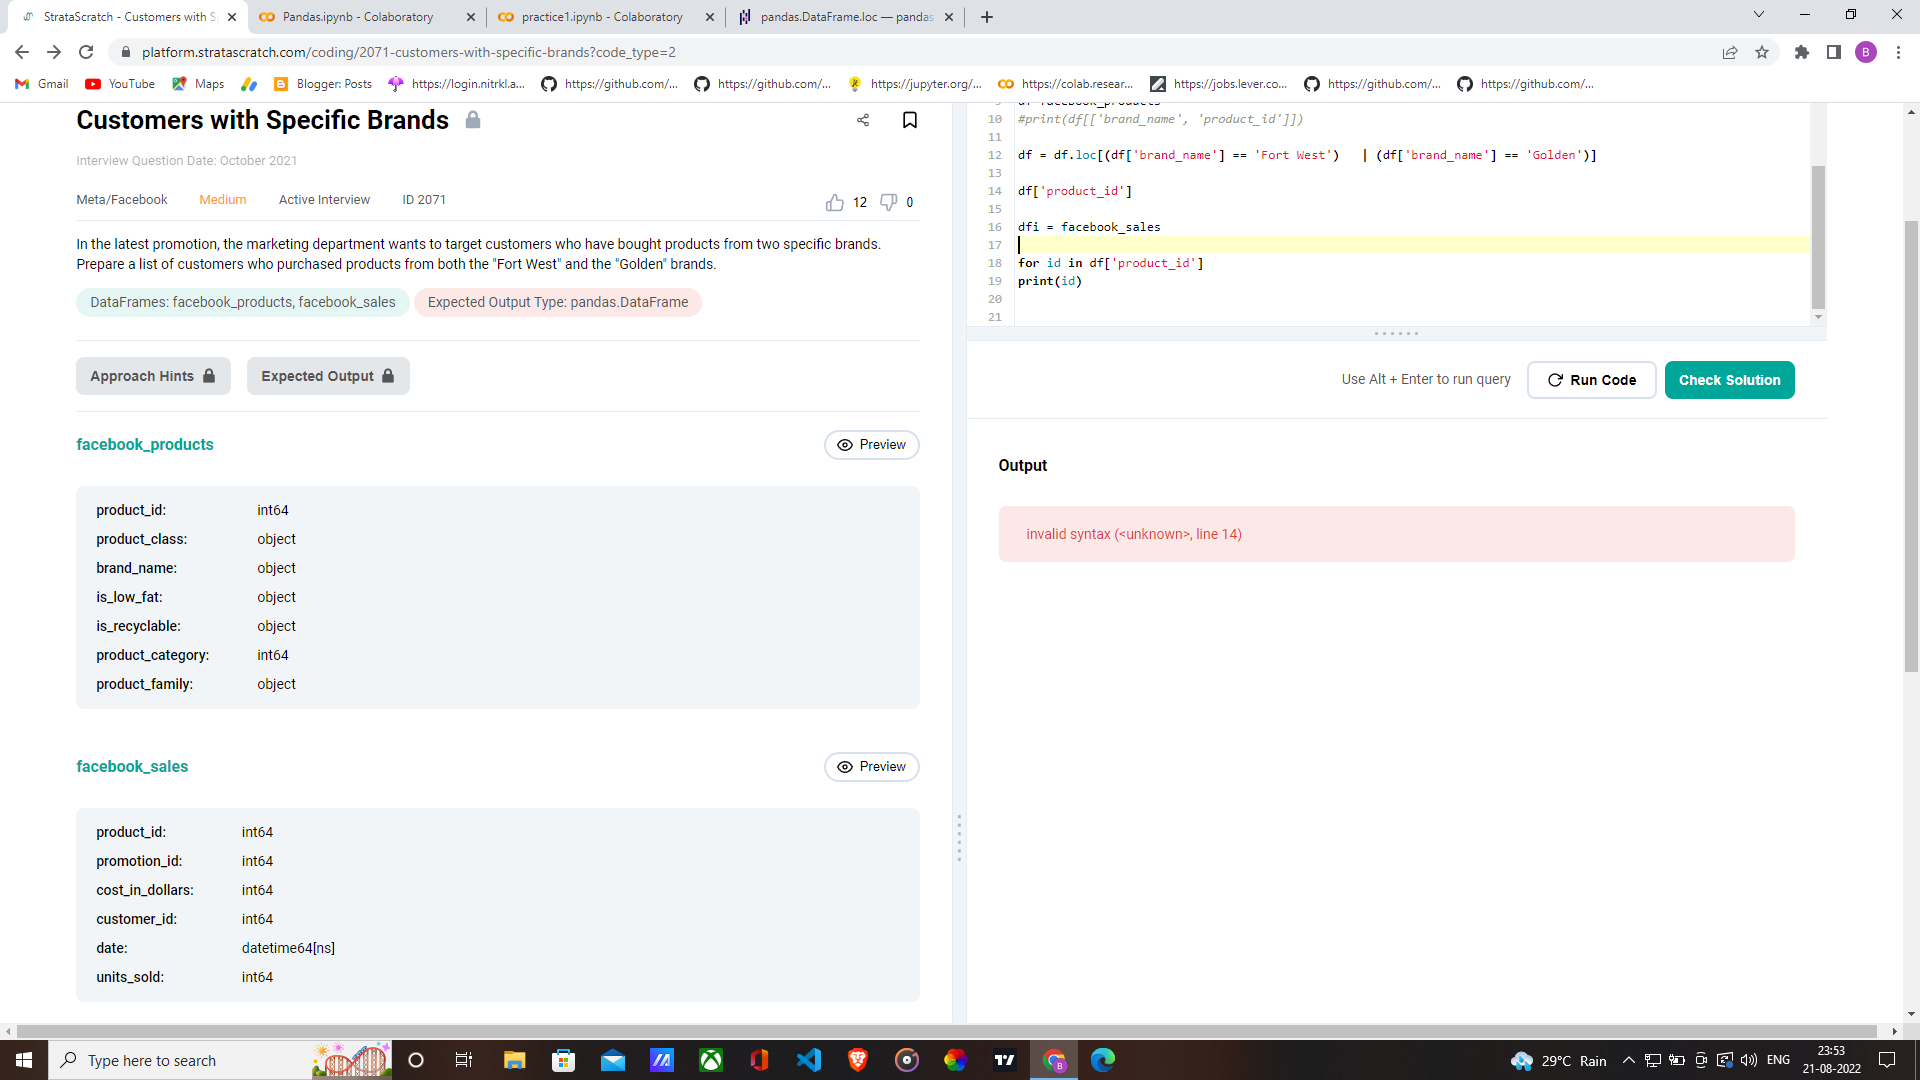 StrataScratch - Customers with S
Pandas.ipynb - Colaboratory
practice1.ipynb - Colaboratory
pandas.DataFrame.loc — pandas
platform.stratascratch.com/coding/2071-customers-with-specific-brands?code_type=2
B
Gmail
YouTube
Maps
Blogger: Posts
https://login.nitrkl.a...
https://github.com/...
https://github.com/...
https://jupyter.org/...
https://colab.resear...
https://jobs.lever.co...
https://github.com/...
https://github.com/...
Customers with Specific Brands
Interview Question Date: October 2021
Meta/Facebook
Medium
Active Interview
ID 2071
12
0
In the latest promotion, the marketing department wants to target customers who have bought products from two specific brands.
Prepare a list of customers who purchased products from both the "Fort West" and the "Golden" brands.
DataFrames: facebook_products, facebook_sales
Expected Output Type: pandas.DataFrame
Approach Hints
Expected Output
facebook_products
Preview
product_id: int64
product_class: object
brand_name: object
is_low_fat: object
is_recyclable: object
product_category: int64
product_family: object
facebook_sales
Preview
product_id: int64
promotion_id: int64
cost_in_dollars: int64
customer_id: int64
date: datetime64[ns]
units_sold: int64
10 #print(df[['brand_name', 'product_id']])
11
12 df = df.loc[(df['brand_name'] == 'Fort West')   | (df['brand_name'] == 'Golden')]
13
14 df['product_id']
15
16 dfi = facebook_sales
17
18 for id in df['product_id']
19 print(id)
20
21
Use Alt + Enter to run query
Run Code
Check Solution
Output
invalid syntax (<unknown>, line 14)
Type here to search
29°C Rain
ENG
23:53
21-08-2022